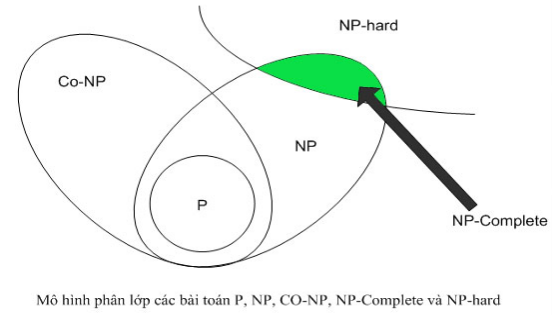 NP-hard
Co-NP
NP
P
NP-Complete
Mô hình phân lớp các bài toán P, NP, CO-NP, NP-Complete và NP-hard